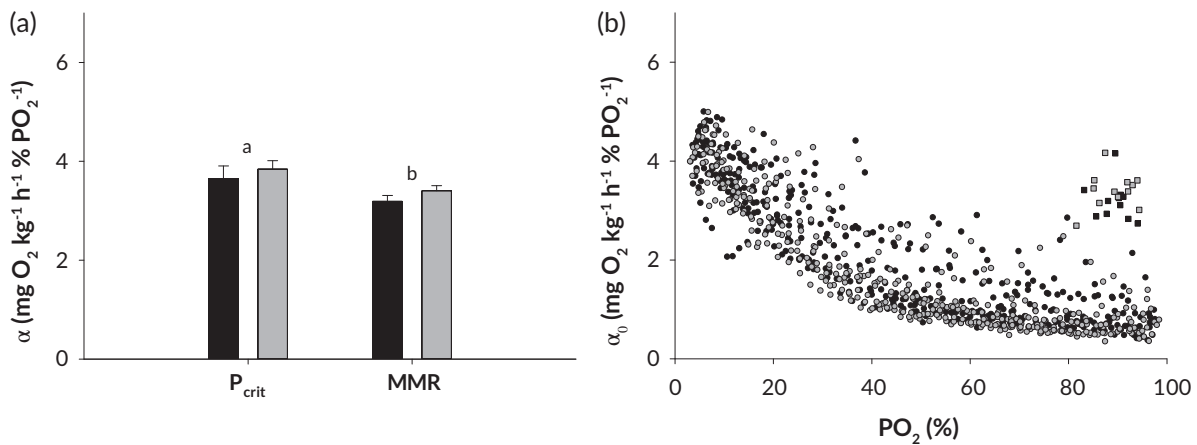 (a)
α (mg O₂ kg⁻¹ h⁻¹ % PO₂⁻¹)
6
4
2
0
a
b
P_crit
MMR
(b)
α₀ (mg O₂ kg⁻¹ h⁻¹ % PO₂⁻¹)
6
4
2
0
0 20 40 60 80 100
PO₂ (%)